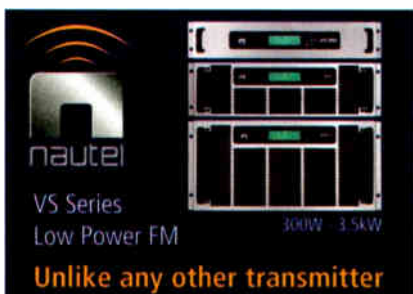 nautel
VS Series
Low Power FM
300W - 3.5kW
Unlike any other transmitter